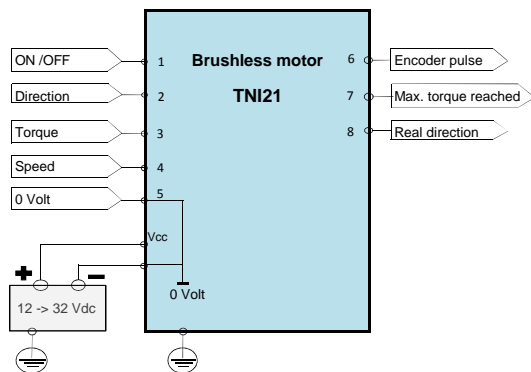 Brushless motor
TNI21
ON /OFF
1
Direction
2
Torque
3
Speed
4
0 Volt
5
6
Encoder pulse
7
Max. torque reached
8
Real direction
Vcc
+
−
12 -> 32 Vdc
0 Volt